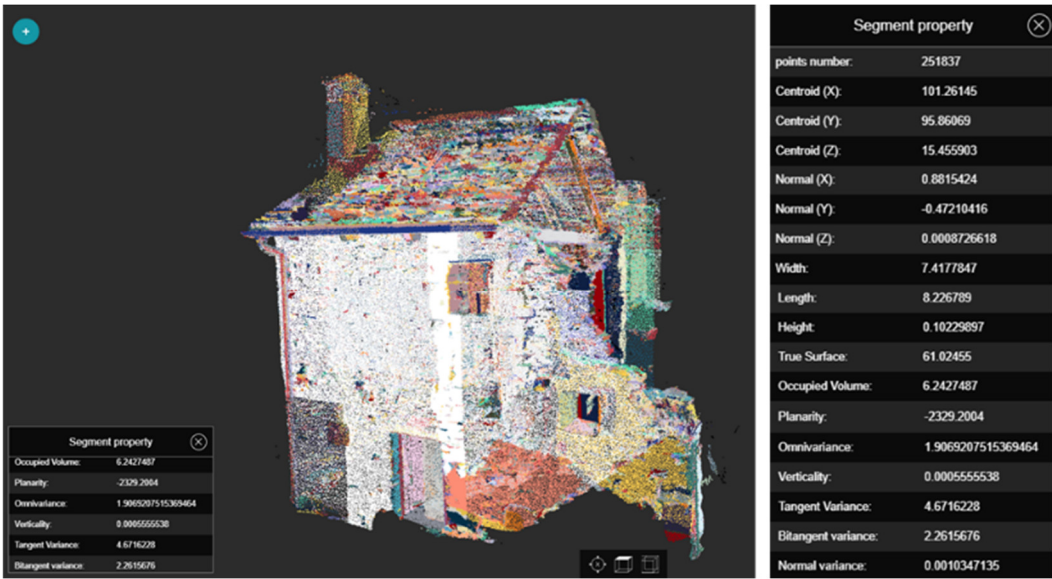 Segment property
Occupied Volume: 6.2427487
Planarity: -2329.2004
Omnivariance: 1.9069207515369464
Verticality: 0.0005555538
Tangent Variance: 4.6716228
Bitangent variance: 2.2615676
Segment property
points number: 251837
Centroid (X): 101.26145
Centroid (Y): 95.86069
Centroid (Z): 15.455903
Normal (X): 0.8815424
Normal (Y): -0.47210416
Normal (Z): 0.0008726618
Width: 7.4177847
Length: 8.226789
Height: 0.10229897
True Surface: 61.02455
Occupied Volume: 6.2427487
Planarity: -2329.2004
Omnivariance: 1.9069207515369464
Verticality: 0.0005555538
Tangent Variance: 4.6716228
Bitangent variance: 2.2615676
Normal variance: 0.0010347135